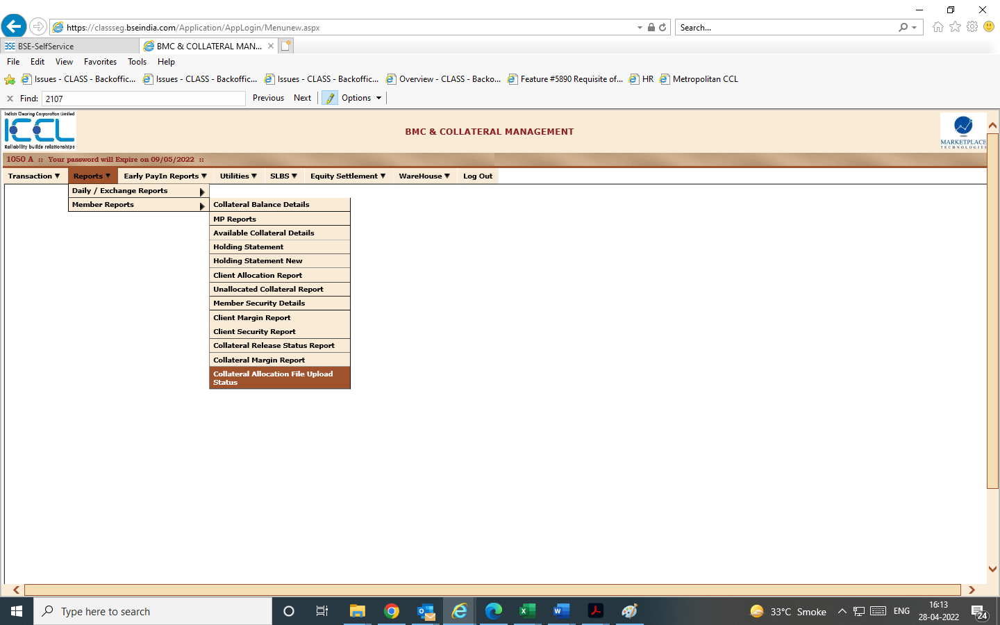 https://classseg.bseindia.com/Application/AppLogin/Menunew.aspx
Search...
BSE-SelfService
BMC & COLLATERAL MAN...
File Edit View Favorites Tools Help
Issues - CLASS - Backoffic... Issues - CLASS - Backoffic... Issues - CLASS - Backoffic... Overview - CLASS - Backo... Feature #5890 Requisite of... HR Metropolitan CCL
x Find: 2107 Previous Next Options
Indian Clearing Corporation Limited
ICCL
Reliability builds relationships
BMC & COLLATERAL MANAGEMENT
MARKETPLACE
TECHNOLOGIES
1050 A :: Your password will Expire on 09/05/2022 ::
Transaction Reports Early PayIn Reports Utilities SLBS Equity Settlement WareHouse Log Out
Daily / Exchange Reports
Member Reports
Collateral Balance Details
MP Reports
Available Collateral Details
Holding Statement
Holding Statement New
Client Allocation Report
Unallocated Collateral Report
Member Security Details
Client Margin Report
Client Security Report
Collateral Release Status Report
Collateral Margin Report
Collateral Allocation File Upload
Status
Type here to search
33°C Smoke
ENG
16:13
28-04-2022
24